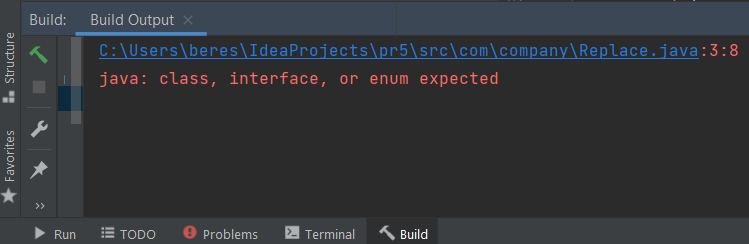 Build: Build Output ×
Structure
Favorites
C:\Users\beres\IdeaProjects\pr5\src\com\company\Replace.java:3:8
java: class, interface, or enum expected
Run TODO Problems Terminal Build